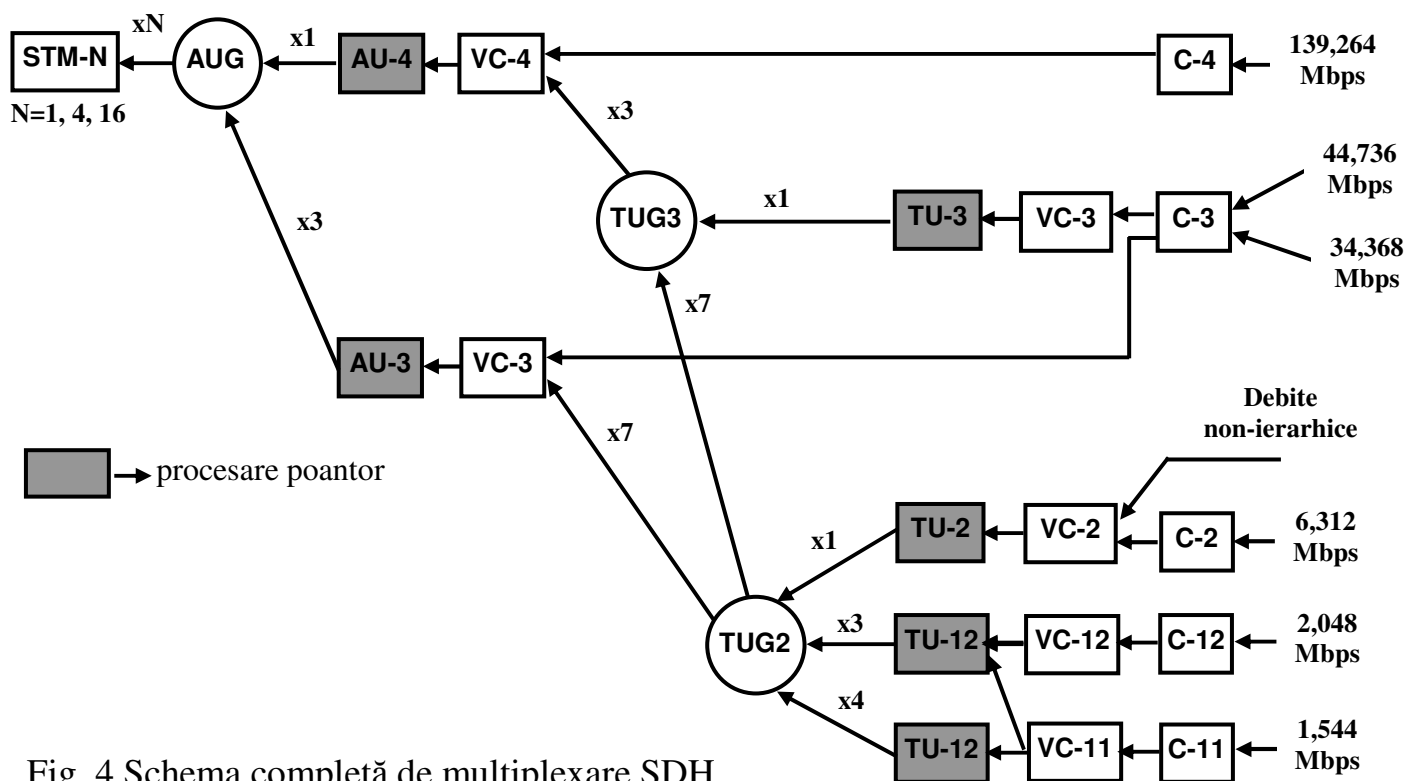 xN
x1
STM-N
AUG
AU-4
VC-4
C-4
139,264
Mbps
N=1, 4, 16
x3
44,736
Mbps
x3
TUG3
x1
TU-3
VC-3
C-3
34,368
Mbps
x7
AU-3
VC-3
Debite
non-ierarhice
x7
procesare poantor
x1
TU-2
VC-2
C-2
6,312
Mbps
TUG2
x3
TU-12
VC-12
C-12
2,048
Mbps
x4
TU-12
VC-11
C-11
1,544
Mbps
Fig. 4 Schema completă de multiplexare SDH